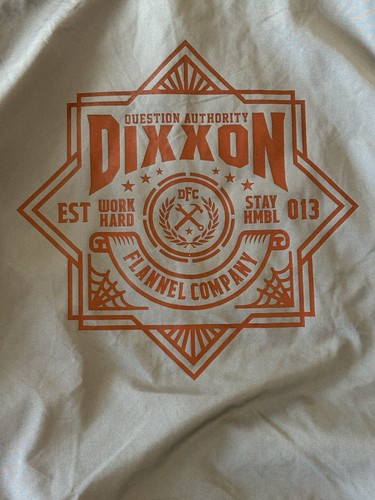 QUESTION AUTHORITY
DIXXON
DFC
EST WORK HARD STAY HMBL 013
FLANNEL COMPANY